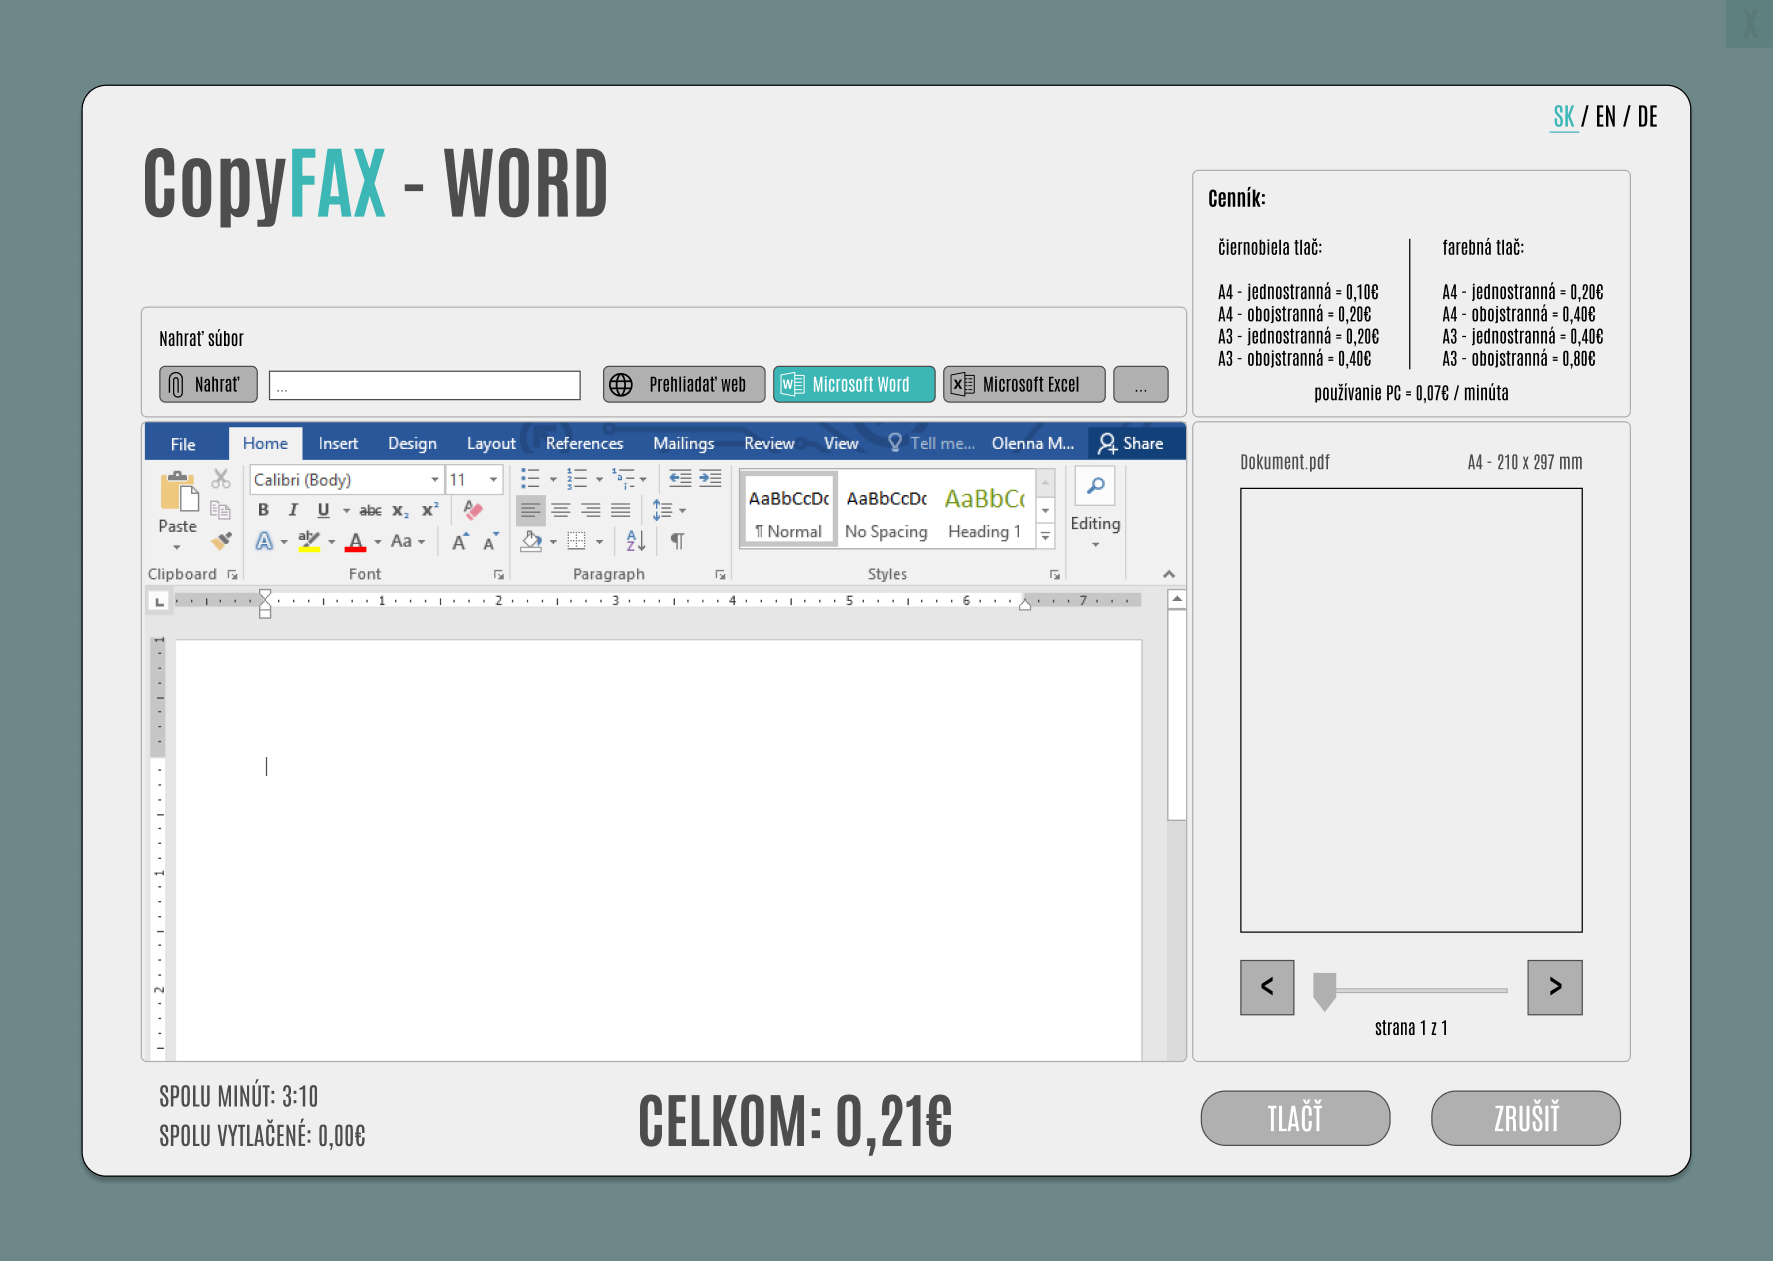 X
SK / EN / DE
CopyFAX - WORD
Cenník:
čiernobiela tlač:
A4 - jednostranná = 0,10€
A4 - obojstranná = 0,20€
A3 - jednostranná = 0,20€
A3 - obojstranná = 0,40€
farebná tlač:
A4 - jednostranná = 0,20€
A4 - obojstranná = 0,40€
A3 - jednostranná = 0,40€
A3 - obojstranná = 0,80€
používanie PC = 0,07€ / minúta
Nahrať súbor
Nahrať ... Prehliadať web Microsoft Word Microsoft Excel ...
File Home Insert Design Layout References Mailings Review View Tell me... Olenna M... Share
Calibri (Body) 11
Paste
B I U abc x₂ x²
A aby A Aa A A
AaBbCcDc AaBbCcDc AaBbCc
¶ Normal No Spacing Heading 1
Editing
Clipboard Font Paragraph Styles
1 2 3 4 5 6 7
1
1
2
Dokument.pdf A4 - 210 x 297 mm
< >
strana 1 z 1
SPOLU MINÚT: 3:10
SPOLU VYTLAČENÉ: 0,00€
CELKOM: 0,21€
TLAČŤ ZRUŠIŤ